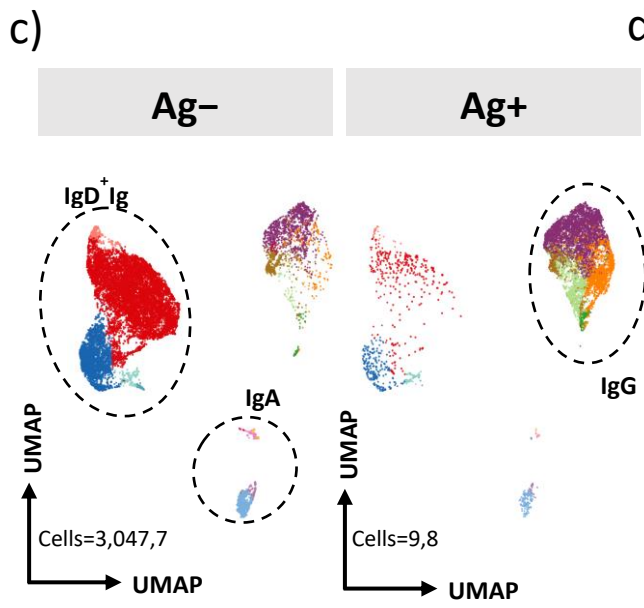 c)
d
Ag−
Ag+
IgD+Ig
IgG
IgA
UMAP
Cells=3,047,7
UMAP
UMAP
Cells=9,8
UMAP